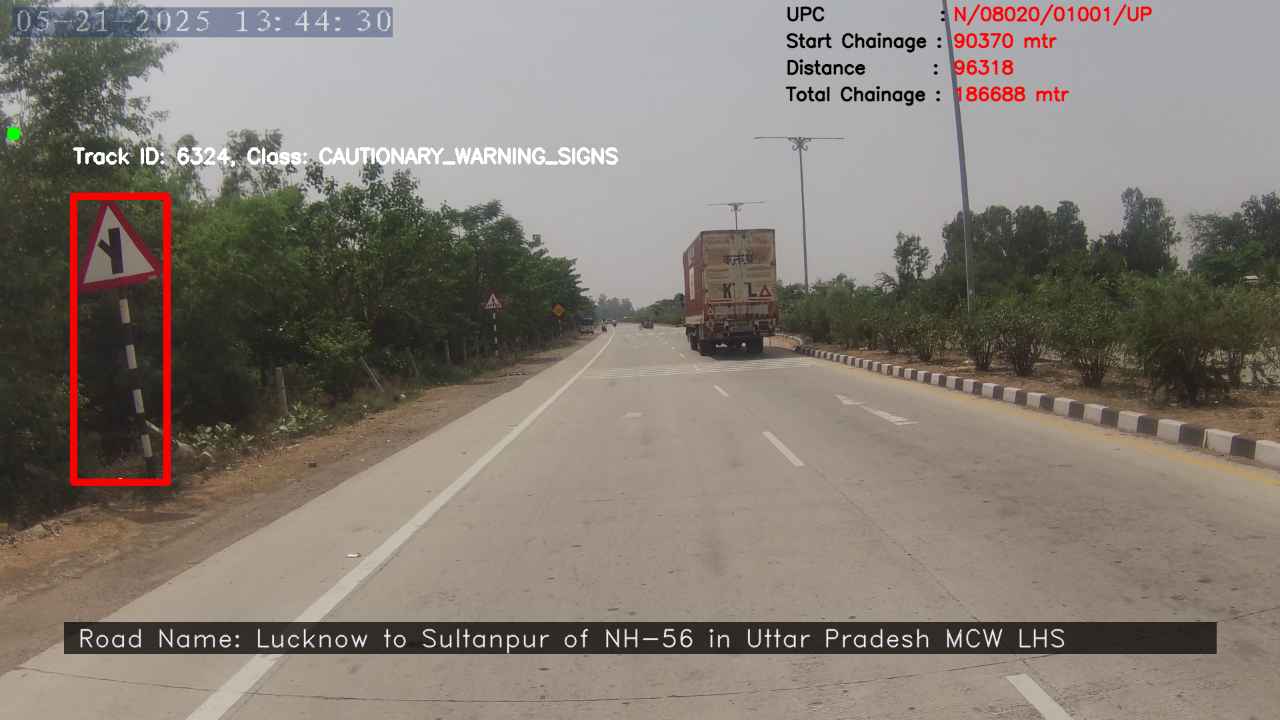 05-21-2025 13:44:30
UPC : N/08020/01001/UP
Start Chainage : 90370 mtr
Distance : 96318
Total Chainage : 186688 mtr
Track ID: 6324, Class: CAUTIONARY_WARNING_SIGNS
Road Name: Lucknow to Sultanpur of NH-56 in Uttar Pradesh MCW LHS